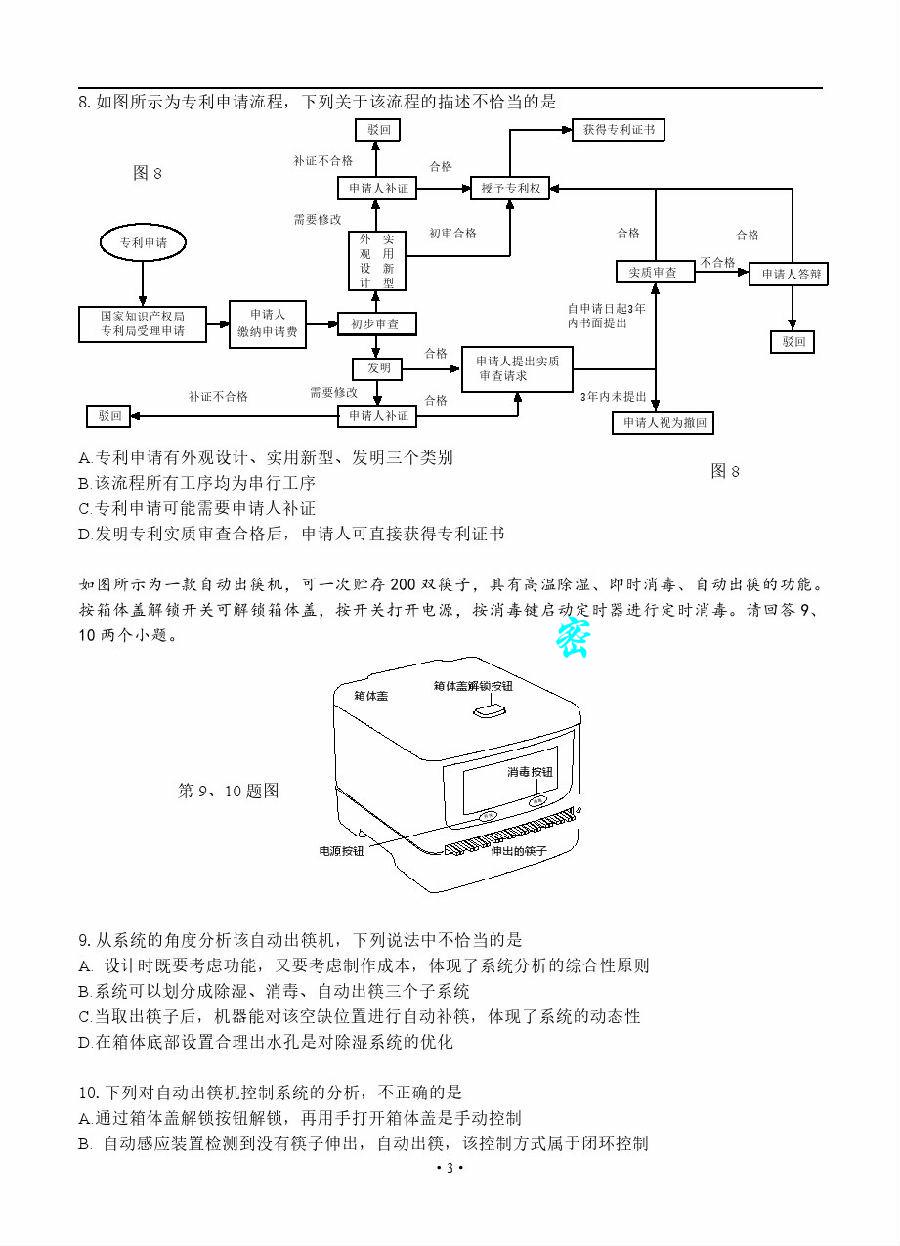 8.如图所示为专利申请流程，下列关于该流程的描述不恰当的是
驳回
获得专利证书
图 8
补证不合格
合格
申请人补证
授予专利权
需要修改
专利申请
外观设计 实用新型
初审合格
合格
合格
实质审查
不合格
申请人答辩
国家知识产权局
专利局受理申请
申请人
缴纳申请费
初步审查
自申请日起3年
内书面提出
驳回
发明
合格
申请人提出实质
审查请求
补证不合格
需要修改
3年内未提出
驳回
申请人补证
合格
申请人视为撤回
图 8
A.专利申请有外观设计、实用新型、发明三个类别
B.该流程所有工序均为串行工序
C.专利申请可能需要申请人补证
D.发明专利实质审查合格后，申请人可直接获得专利证书
如图所示为一款自动出筷机，可一次贮存 200 双筷子，具有高温除湿、即时消毒、自动出筷的功能。
按箱体盖解锁开关可解锁箱体盖，按开关打开电源，按消毒键启动定时器进行定时消毒。请回答 9、
10 两个小题。
密
箱体盖
箱体盖解锁按钮
消毒按钮
第 9、10 题图
电源按钮
伸出的筷子
9.从系统的角度分析该自动出筷机，下列说法中不恰当的是
A. 设计时既要考虑功能，又要考虑制作成本，体现了系统分析的综合性原则
B.系统可以划分成除湿、消毒、自动出筷三个子系统
C.当取出筷子后，机器能对该空缺位置进行自动补筷，体现了系统的动态性
D.在箱体底部设置合理出水孔是对除湿系统的优化
10.下列对自动出筷机控制系统的分析，不正确的是
A.通过箱体盖解锁按钮解锁，再用手打开箱体盖是手动控制
B. 自动感应装置检测到没有筷子伸出，自动出筷，该控制方式属于闭环控制
·3·